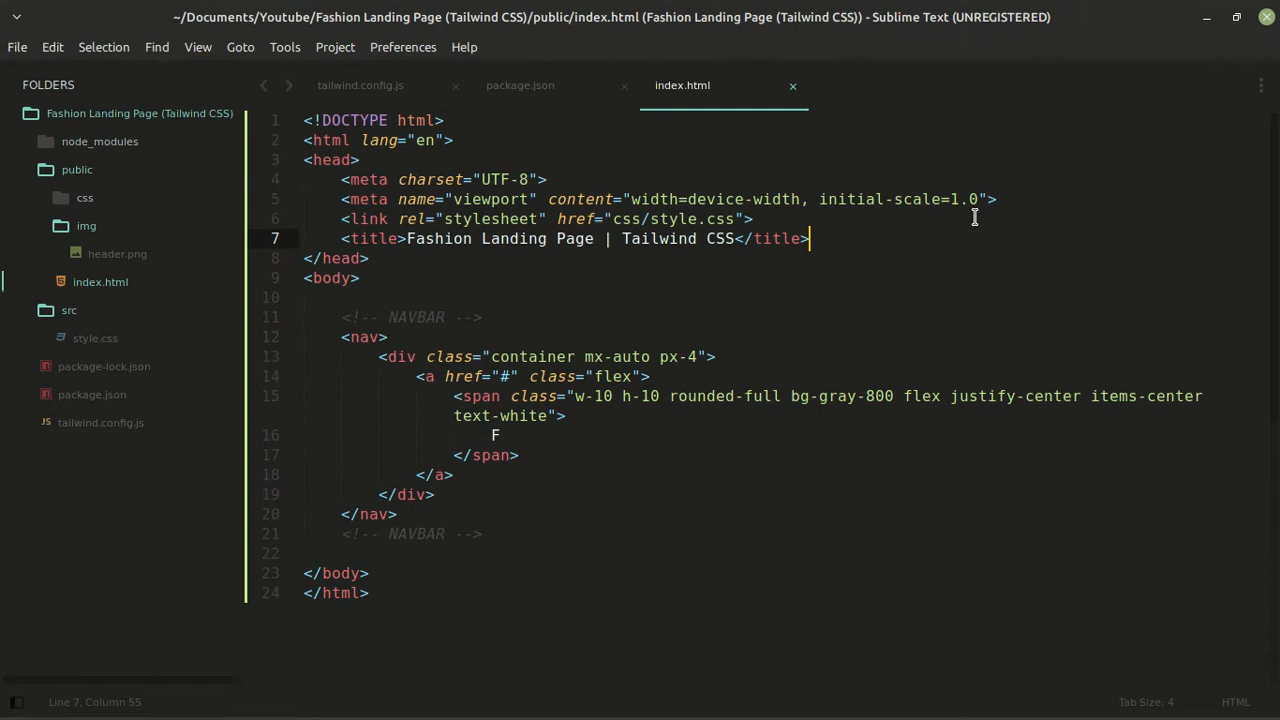 ~/Documents/Youtube/Fashion Landing Page (Tailwind CSS)/public/index.html (Fashion Landing Page (Tailwind CSS)) - Sublime Text (UNREGISTERED)
File Edit Selection Find View Goto Tools Project Preferences Help
FOLDERS
Fashion Landing Page (Tailwind CSS)
node_modules
public
css
img
header.png
index.html
src
style.css
package-lock.json
package.json
tailwind.config.js
tailwind.config.js package.json index.html
1 <!DOCTYPE html>
2 <html lang="en">
3 <head>
4 <meta charset="UTF-8">
5 <meta name="viewport" content="width=device-width, initial-scale=1.0">
6 <link rel="stylesheet" href="css/style.css">
7 <title>Fashion Landing Page | Tailwind CSS</title>
8 </head>
9 <body>
10
11 <!-- NAVBAR -->
12 <nav>
13 <div class="container mx-auto px-4">
14 <a href="#" class="flex">
15 <span class="w-10 h-10 rounded-full bg-gray-800 flex justify-center items-center
text-white">
16 F
17 </span>
18 </a>
19 </div>
20 </nav>
21 <!-- NAVBAR -->
22
23 </body>
24 </html>
Line 7, Column 55 Tab Size: 4 HTML